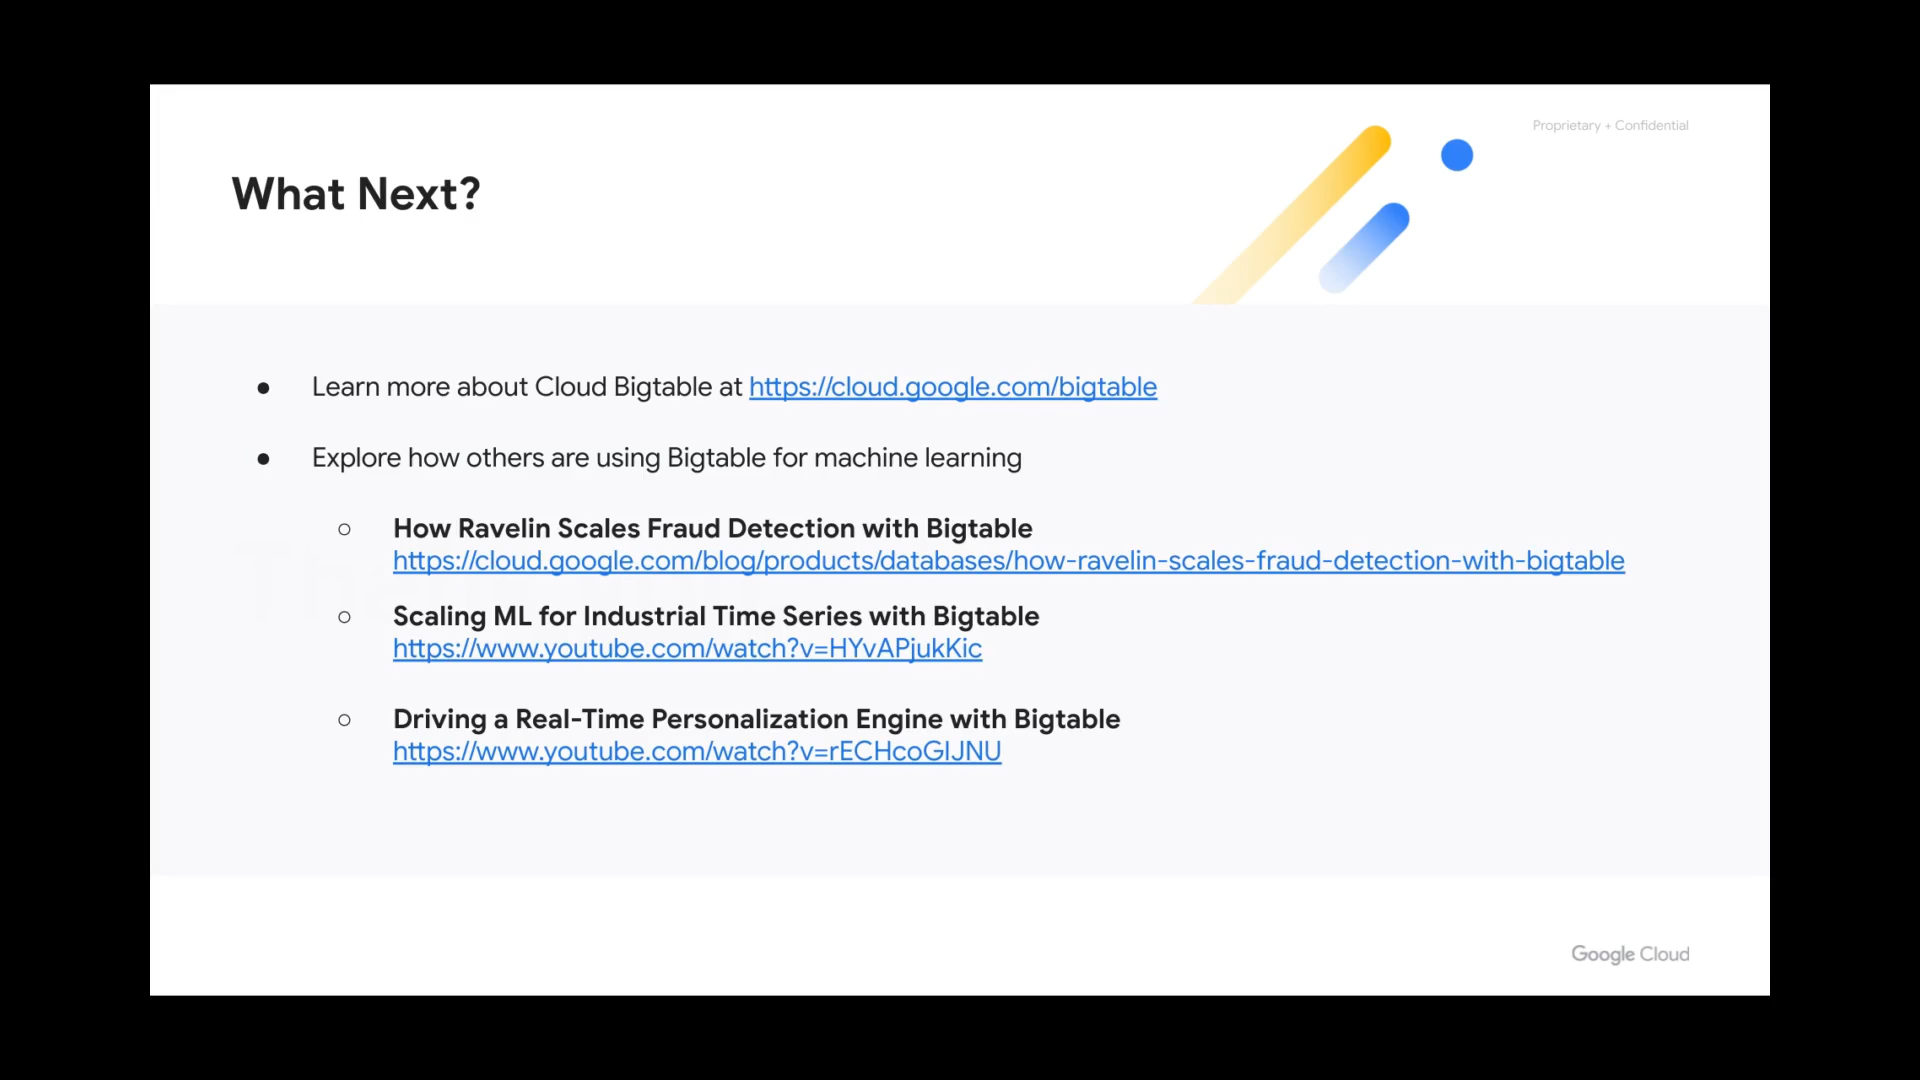 Proprietary + Confidential
What Next?
● Learn more about Cloud Bigtable at https://cloud.google.com/bigtable
● Explore how others are using Bigtable for machine learning
○ How Ravelin Scales Fraud Detection with Bigtable
https://cloud.google.com/blog/products/databases/how-ravelin-scales-fraud-detection-with-bigtable
○ Scaling ML for Industrial Time Series with Bigtable
https://www.youtube.com/watch?v=HYvAPjukKic
○ Driving a Real-Time Personalization Engine with Bigtable
https://www.youtube.com/watch?v=rECHcoGIJNU
Google Cloud